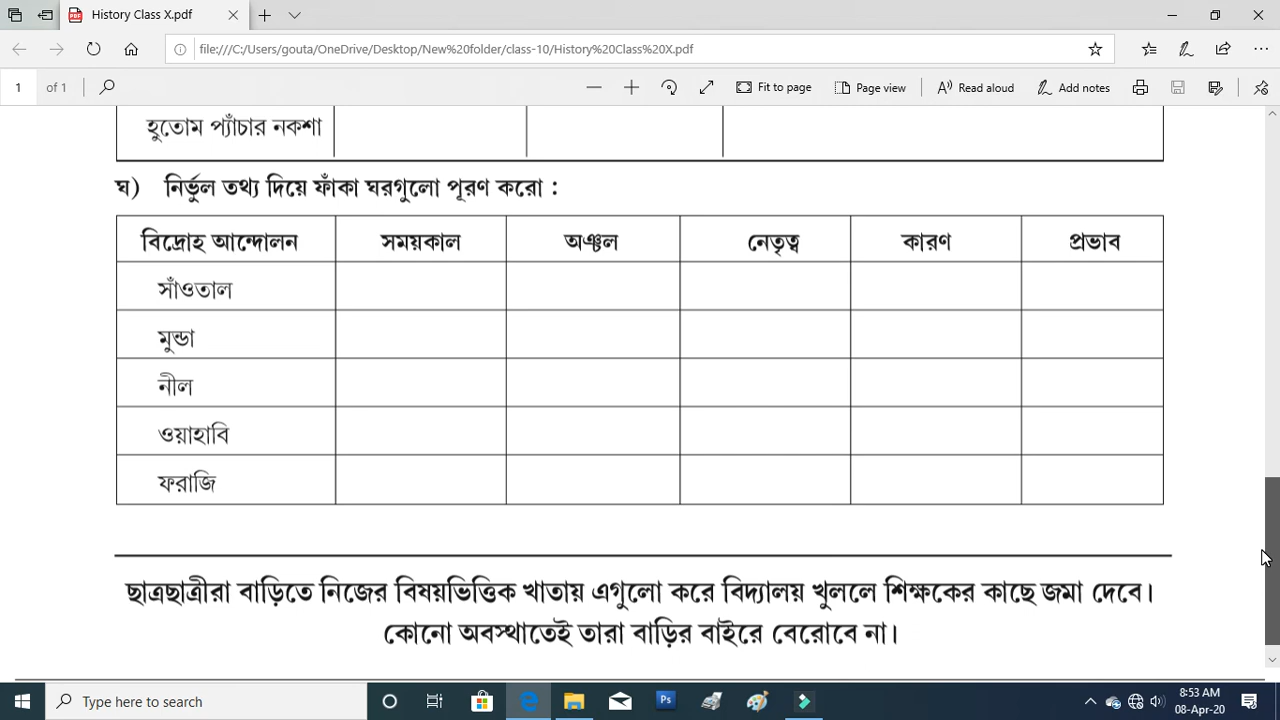 History Class X.pdf
file:///C:/Users/gouta/OneDrive/Desktop/New%20folder/class-10/History%20Class%20X.pdf
1 of 1 Fit to page Page view Read aloud Add notes
হুতোম প্যাঁচার নকশা
ঘ) নির্ভুল তথ্য দিয়ে ফাঁকা ঘরগুলো পূরণ করো :
বিদ্রোহ আন্দোলন সময়কাল অঞ্চল নেতৃত্ব কারণ প্রভাব
সাঁওতাল
মুন্ডা
নীল
ওয়াহাবি
ফরাজি
ছাত্রছাত্রীরা বাড়িতে নিজের বিষয়ভিত্তিক খাতায় এগুলো করে বিদ্যালয় খুললে শিক্ষকের কাছে জমা দেবে।
কোনো অবস্থাতেই তারা বাড়ির বাইরে বেরোবে না।
Type here to search
8:53 AM
08-Apr-20